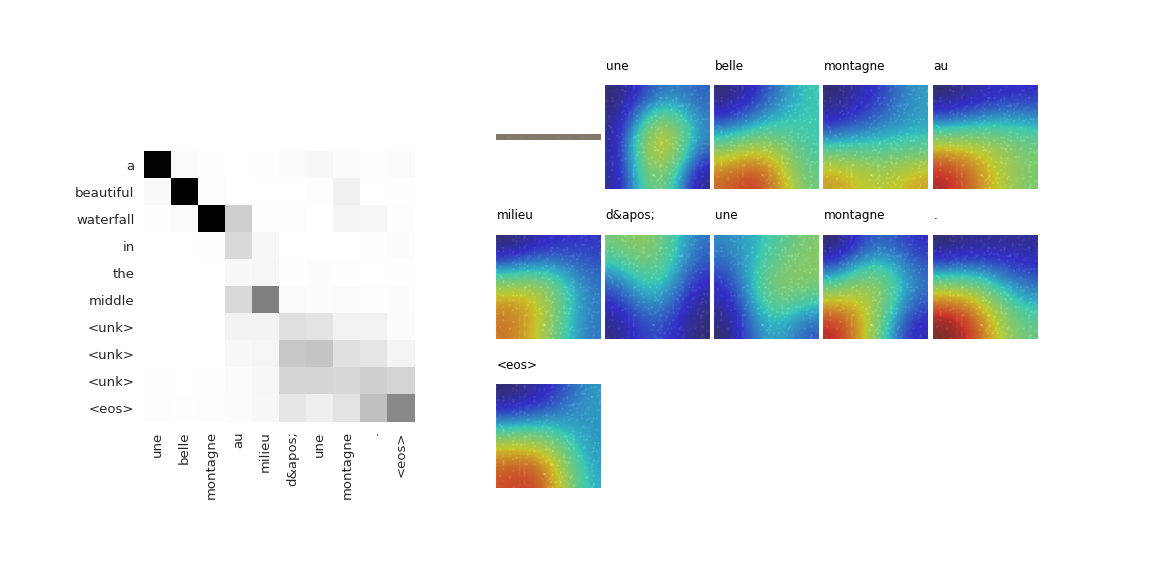 a
beautiful
waterfall
in
the
middle
<unk>
<unk>
<unk>
<eos>
une
belle
montagne
au
milieu
d&apos;
une
montagne
.
<eos>
une
belle
montagne
au
milieu
d&apos;
une
montagne
.
<eos>